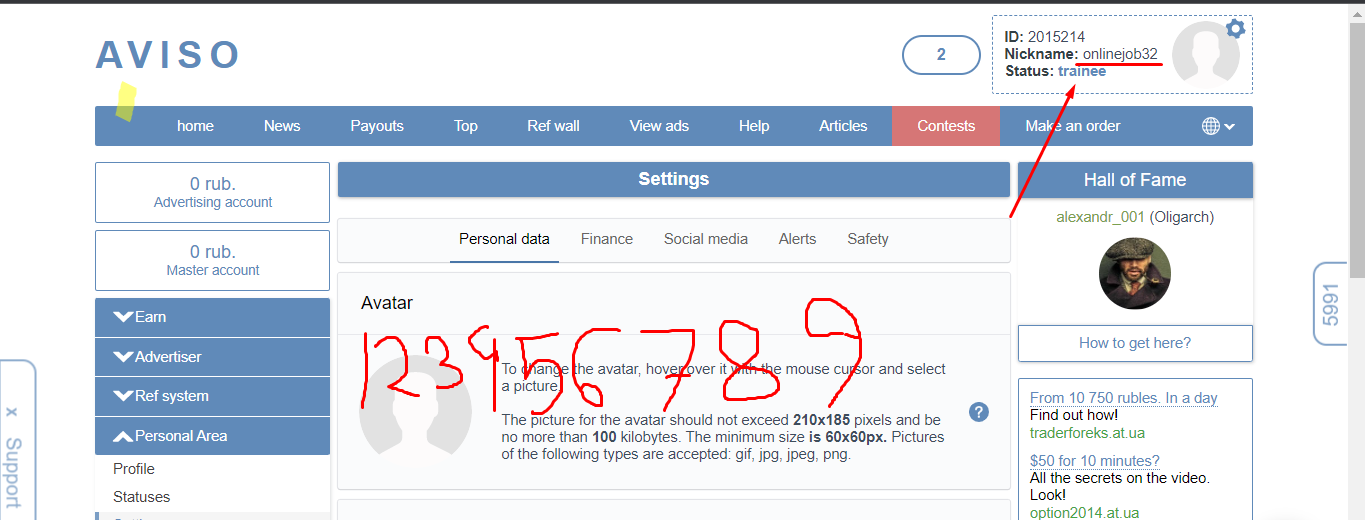 AVISO
2
ID: 2015214
Nickname: onlinejob32
Status: trainee
home News Payouts Top Ref wall View ads Help Articles Contests Make an order
0 rub.
Advertising account
0 rub.
Master account
Earn
Advertiser
Ref system
Personal Area
Profile
Statuses
Settings
Personal data Finance Social media Alerts Safety
Avatar
123456789
To change the avatar, hover over it with the mouse cursor and select
a picture.
The picture for the avatar should not exceed 210x185 pixels and be
no more than 100 kilobytes. The minimum size is 60x60px. Pictures
of the following types are accepted: gif, jpg, jpeg, png.
?
Hall of Fame
alexandr_001 (Oligarch)
How to get here?
From 10 750 rubles. In a day
Find out how!
traderforeks.at.ua
$50 for 10 minutes?
All the secrets on the video.
Look!
option2014.at.ua
5991
x Support